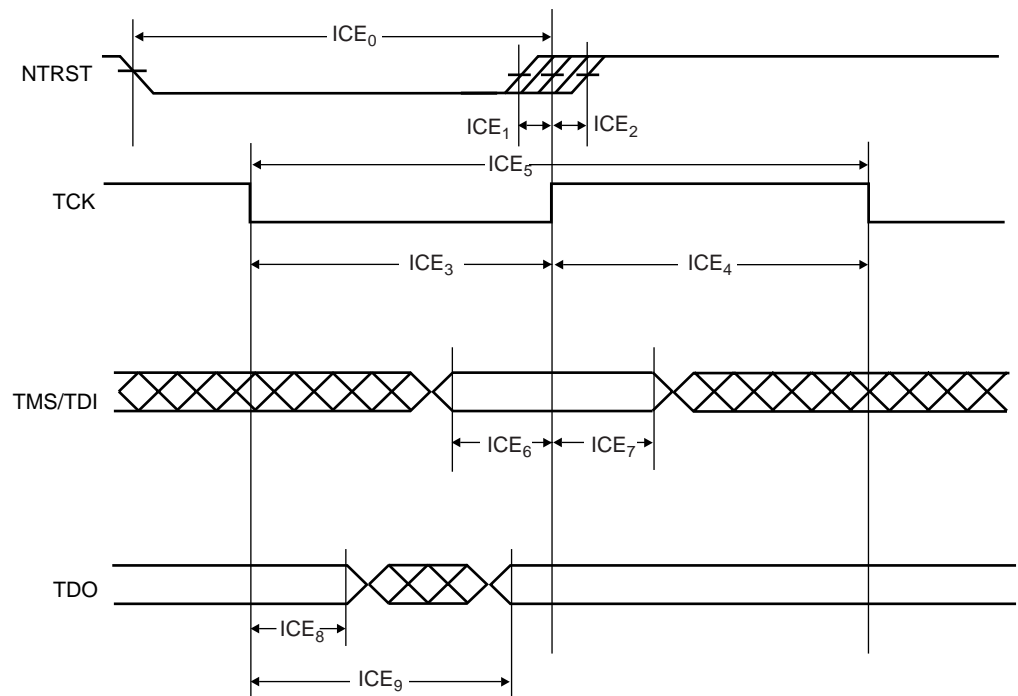 ICE₀
NTRST
ICE₁ ICE₂
ICE₅
TCK
ICE₃ ICE₄
TMS/TDI
ICE₆ ICE₇
TDO
ICE₈
ICE₉